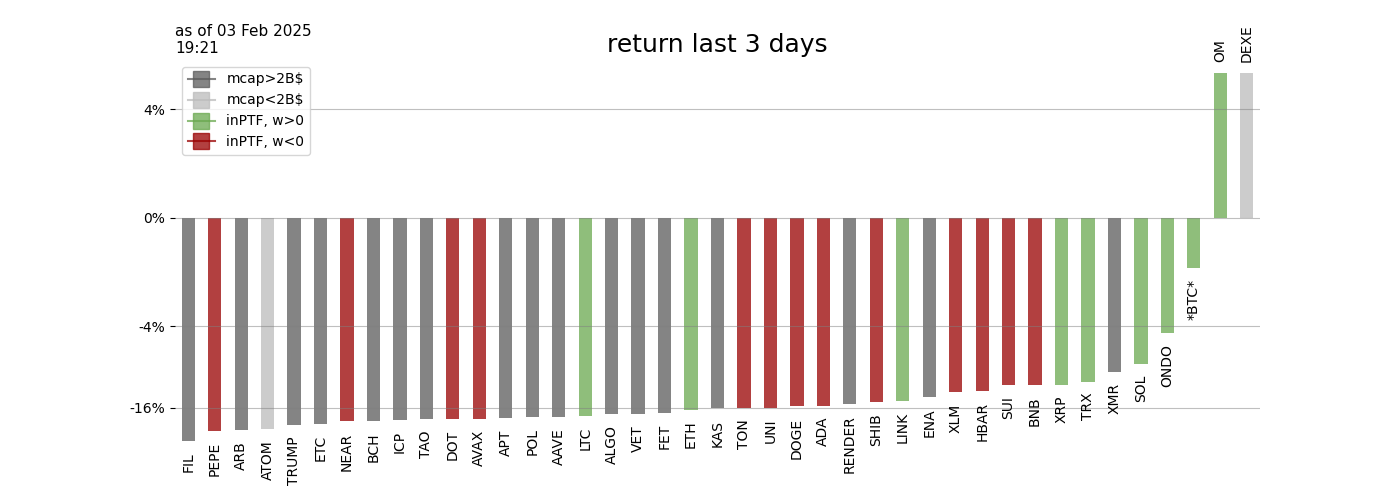 as of 03 Feb 2025
19:21
return last 3 days
mcap>2B$
mcap<2B$
inPTF, w>0
inPTF, w<0
4%
0%
-4%
-16%
FIL
PEPE
ARB
ATOM
TRUMP
ETC
NEAR
BCH
ICP
TAO
DOT
AVAX
APT
POL
AAVE
LTC
ALGO
VET
FET
ETH
KAS
TON
UNI
DOGE
ADA
RENDER
SHIB
LINK
ENA
XLM
HBAR
SUI
BNB
XRP
TRX
XMR
SOL
ONDO
*BTC*
OM
DEXE